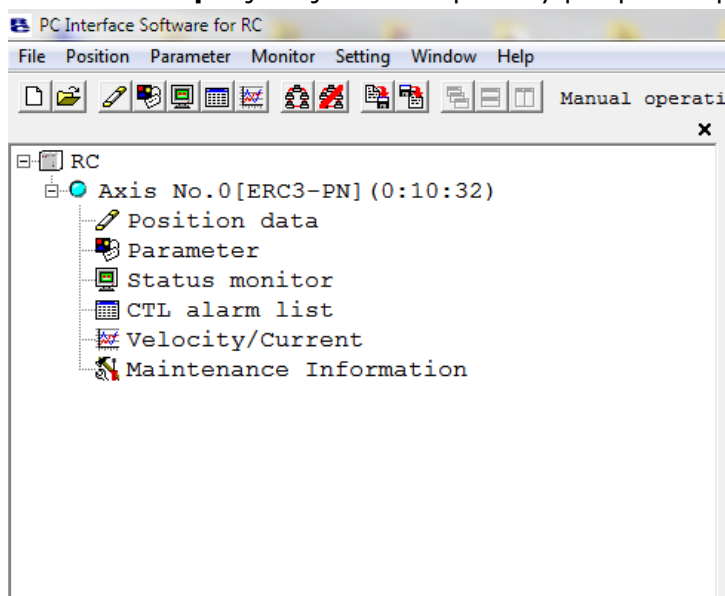 PC Interface Software for RC
File Position Parameter Monitor Setting Window Help
Manual operati
RC
Axis No.0[ERC3-PN](0:10:32)
Position data
Parameter
Status monitor
CTL alarm list
Velocity/Current
Maintenance Information